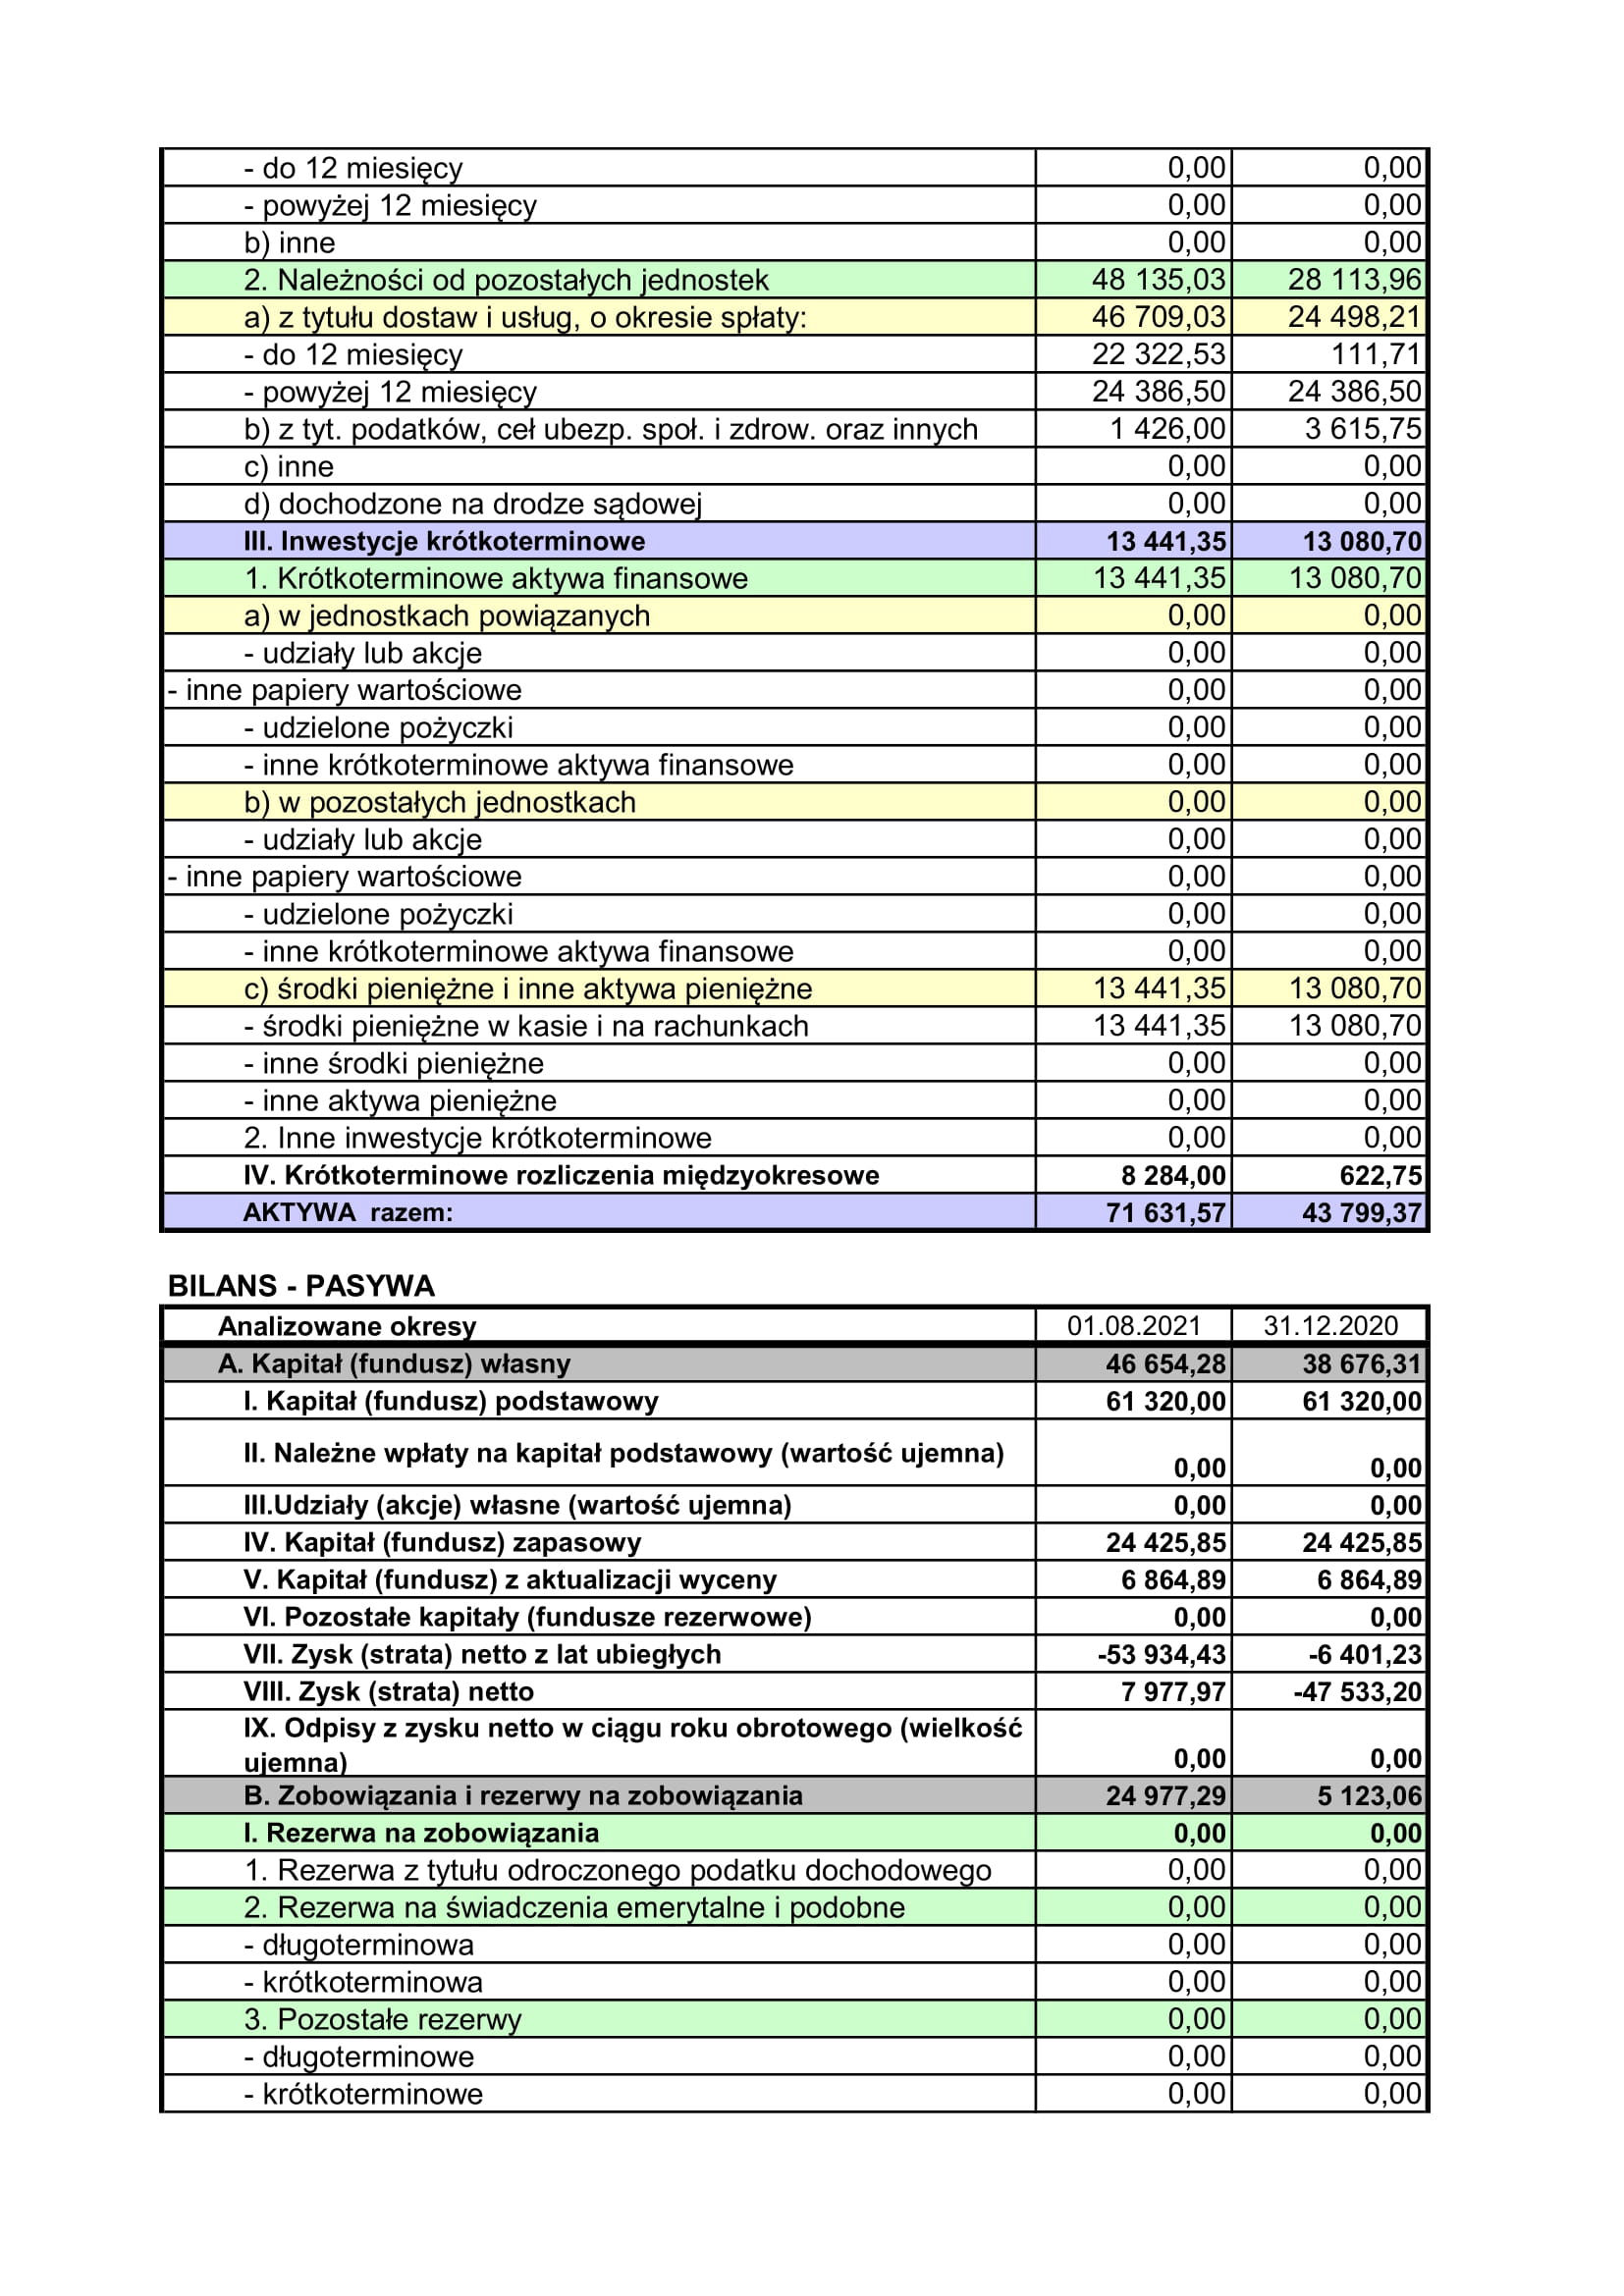 - do 12 miesięcy 0,00 0,00
- powyżej 12 miesięcy 0,00 0,00
b) inne 0,00 0,00
2. Należności od pozostałych jednostek 48 135,03 28 113,96
a) z tytułu dostaw i usług, o okresie spłaty: 46 709,03 24 498,21
- do 12 miesięcy 22 322,53 111,71
- powyżej 12 miesięcy 24 386,50 24 386,50
b) z tyt. podatków, ceł ubezp. społ. i zdrow. oraz innych 1 426,00 3 615,75
c) inne 0,00 0,00
d) dochodzone na drodze sądowej 0,00 0,00
III. Inwestycje krótkoterminowe 13 441,35 13 080,70
1. Krótkoterminowe aktywa finansowe 13 441,35 13 080,70
a) w jednostkach powiązanych 0,00 0,00
- udziały lub akcje 0,00 0,00
- inne papiery wartościowe 0,00 0,00
- udzielone pożyczki 0,00 0,00
- inne krótkoterminowe aktywa finansowe 0,00 0,00
b) w pozostałych jednostkach 0,00 0,00
- udziały lub akcje 0,00 0,00
- inne papiery wartościowe 0,00 0,00
- udzielone pożyczki 0,00 0,00
- inne krótkoterminowe aktywa finansowe 0,00 0,00
c) środki pieniężne i inne aktywa pieniężne 13 441,35 13 080,70
- środki pieniężne w kasie i na rachunkach 13 441,35 13 080,70
- inne środki pieniężne 0,00 0,00
- inne aktywa pieniężne 0,00 0,00
2. Inne inwestycje krótkoterminowe 0,00 0,00
IV. Krótkoterminowe rozliczenia międzyokresowe 8 284,00 622,75
AKTYWA razem: 71 631,57 43 799,37
BILANS - PASYWA
Analizowane okresy 01.08.2021 31.12.2020
A. Kapitał (fundusz) własny 46 654,28 38 676,31
I. Kapitał (fundusz) podstawowy 61 320,00 61 320,00
II. Należne wpłaty na kapitał podstawowy (wartość ujemna) 0,00 0,00
III.Udziały (akcje) własne (wartość ujemna) 0,00 0,00
IV. Kapitał (fundusz) zapasowy 24 425,85 24 425,85
V. Kapitał (fundusz) z aktualizacji wyceny 6 864,89 6 864,89
VI. Pozostałe kapitały (fundusze rezerwowe) 0,00 0,00
VII. Zysk (strata) netto z lat ubiegłych -53 934,43 -6 401,23
VIII. Zysk (strata) netto 7 977,97 -47 533,20
IX. Odpisy z zysku netto w ciągu roku obrotowego (wielkość
ujemna) 0,00 0,00
B. Zobowiązania i rezerwy na zobowiązania 24 977,29 5 123,06
I. Rezerwa na zobowiązania 0,00 0,00
1. Rezerwa z tytułu odroczonego podatku dochodowego 0,00 0,00
2. Rezerwa na świadczenia emerytalne i podobne 0,00 0,00
- długoterminowa 0,00 0,00
- krótkoterminowa 0,00 0,00
3. Pozostałe rezerwy 0,00 0,00
- długoterminowe 0,00 0,00
- krótkoterminowe 0,00 0,00